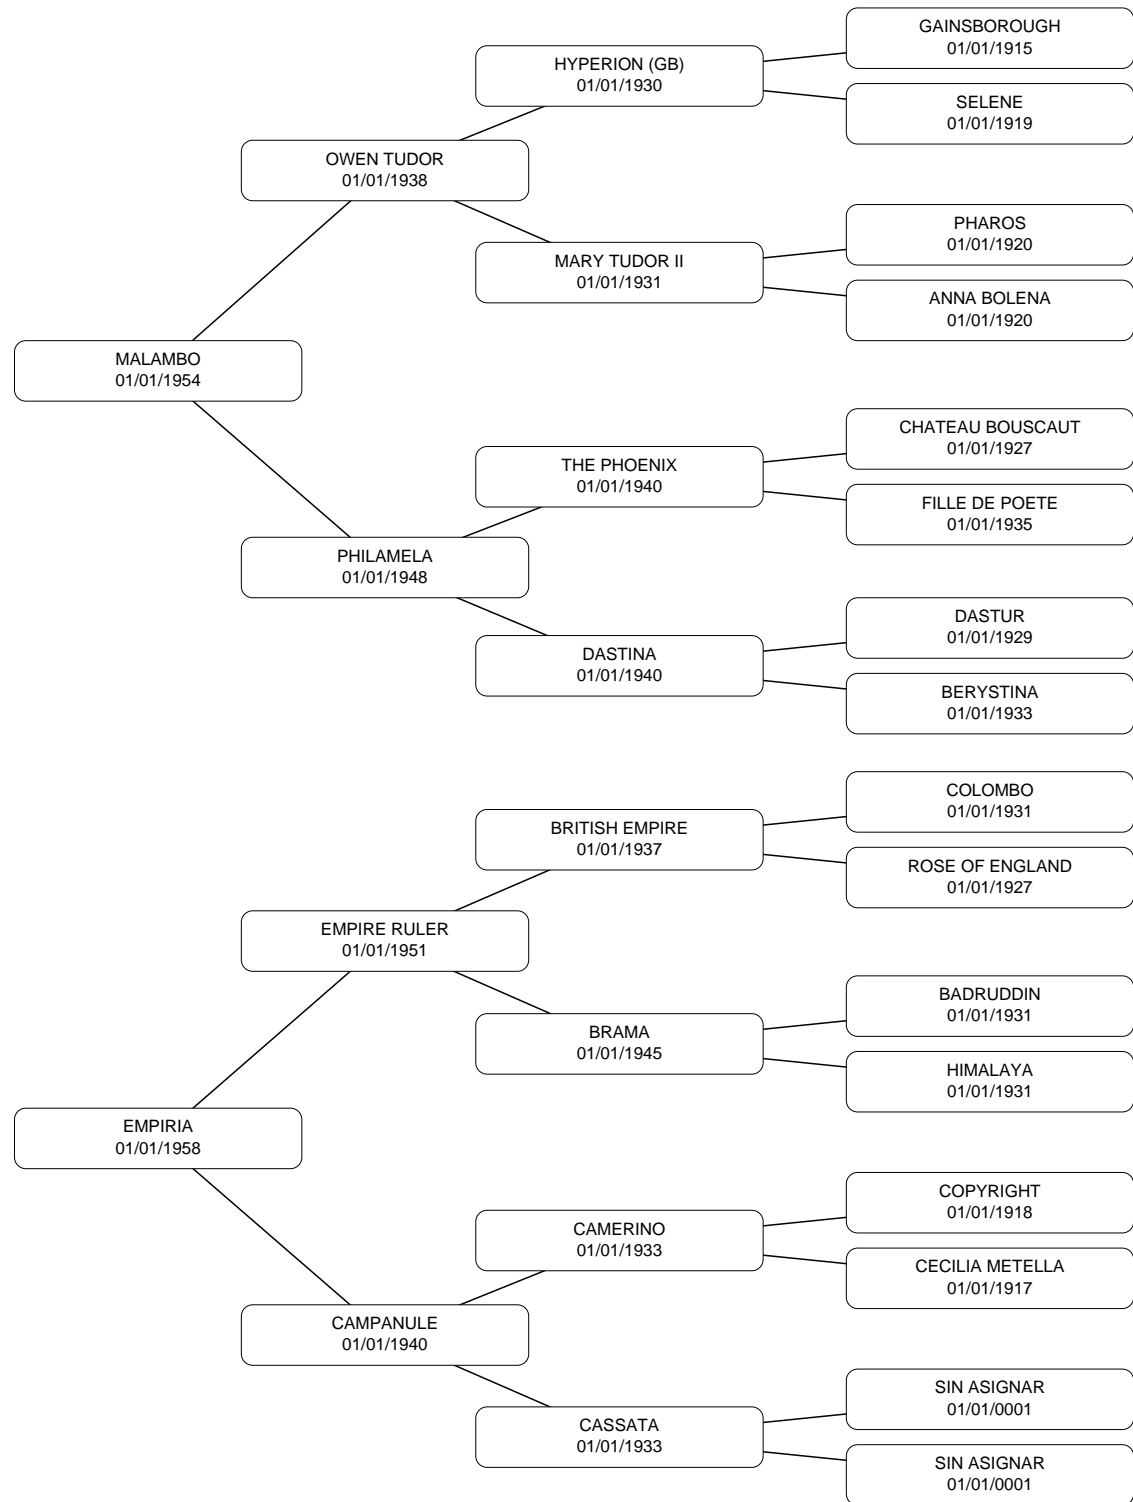 GAINSBOROUGH
01/01/1915
HYPERION (GB)
01/01/1930
SELENE
01/01/1919
OWEN TUDOR
01/01/1938
PHAROS
01/01/1920
MARY TUDOR II
01/01/1931
ANNA BOLENA
01/01/1920
MALAMBO
01/01/1954
CHATEAU BOUSCAUT
01/01/1927
THE PHOENIX
01/01/1940
FILLE DE POETE
01/01/1935
PHILAMELA
01/01/1948
DASTUR
01/01/1929
DASTINA
01/01/1940
BERYSTINA
01/01/1933
COLOMBO
01/01/1931
BRITISH EMPIRE
01/01/1937
ROSE OF ENGLAND
01/01/1927
EMPIRE RULER
01/01/1951
BADRUDDIN
01/01/1931
BRAMA
01/01/1945
HIMALAYA
01/01/1931
EMPIRIA
01/01/1958
COPYRIGHT
01/01/1918
CAMERINO
01/01/1933
CECILIA METELLA
01/01/1917
CAMPANULE
01/01/1940
SIN ASIGNAR
01/01/0001
CASSATA
01/01/1933
SIN ASIGNAR
01/01/0001